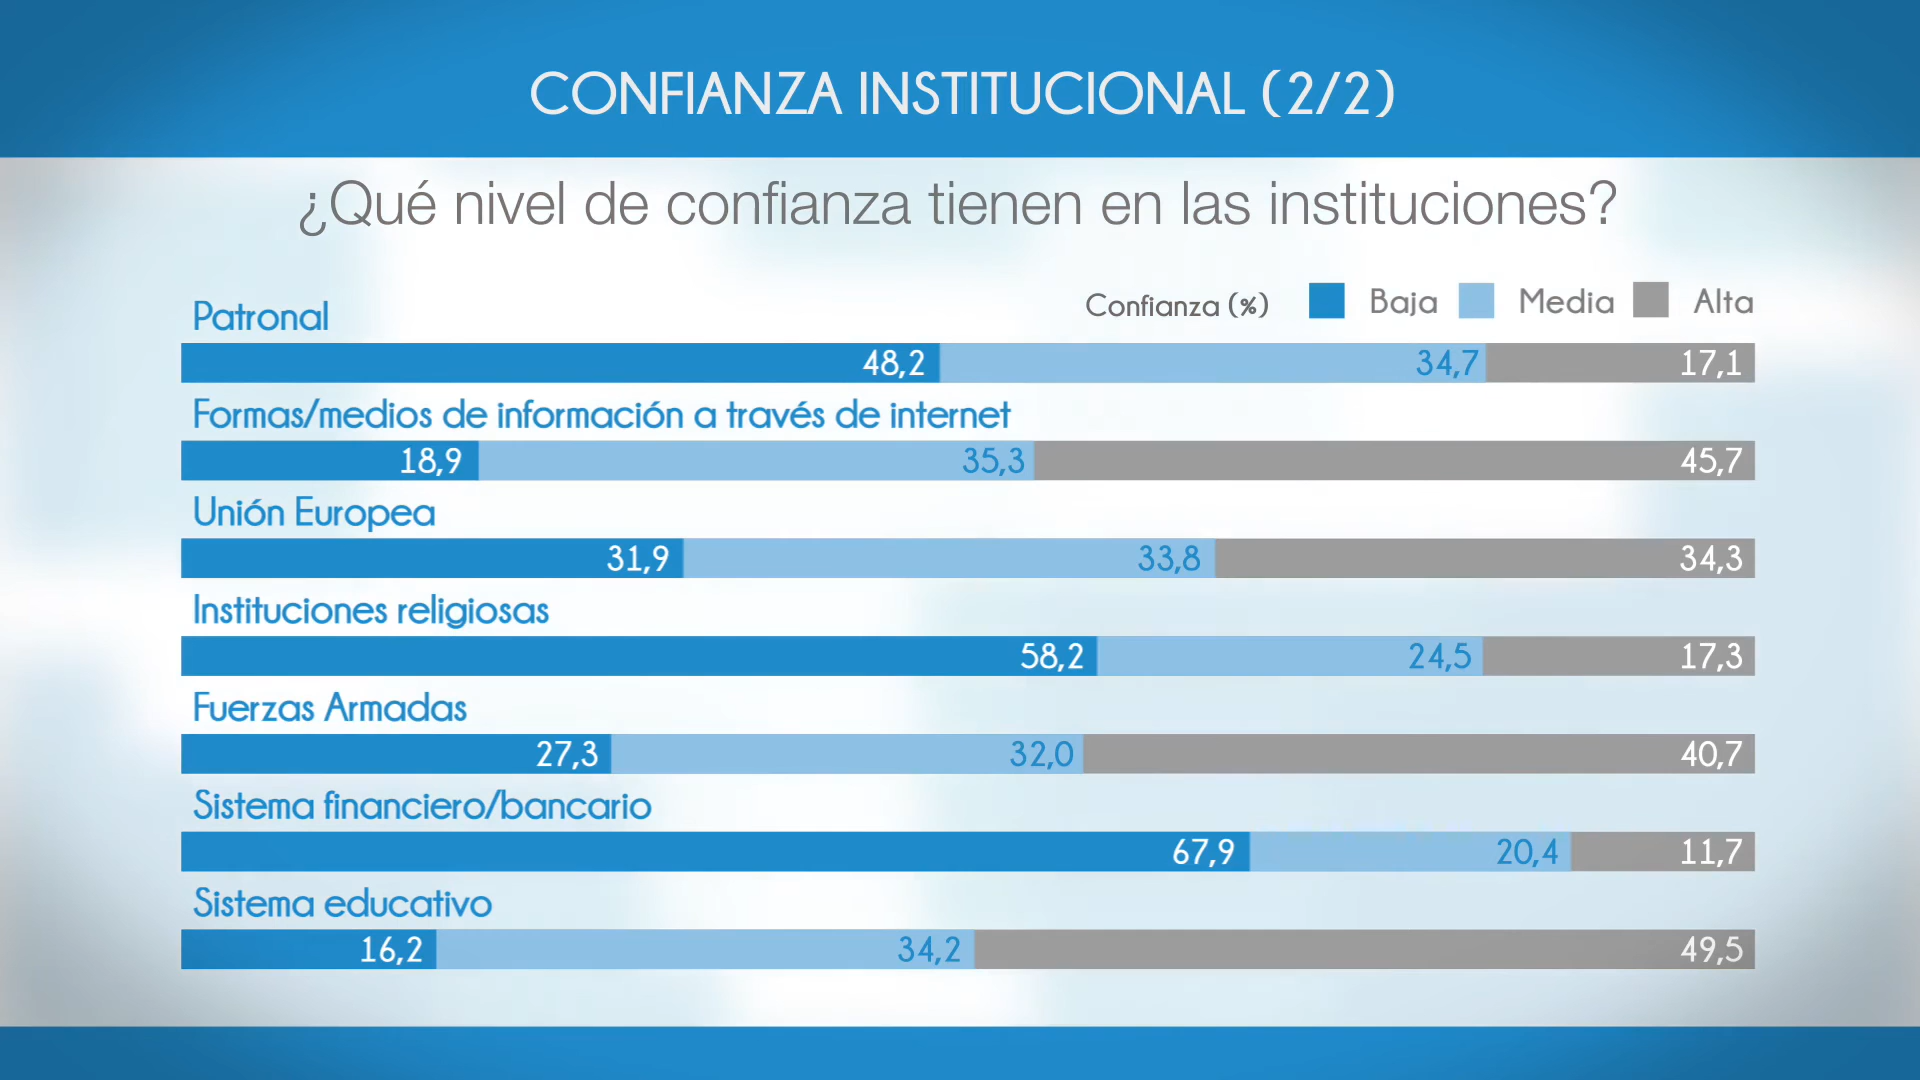 CONFIANZA INSTITUCIONAL (2/2)
¿Qué nivel de confianza tienen en las instituciones?
Confianza (%) Baja Media Alta
Patronal
48,2 34,7 17,1
Formas/medios de información a través de internet
18,9 35,3 45,7
Unión Europea
31,9 33,8 34,3
Instituciones religiosas
58,2 24,5 17,3
Fuerzas Armadas
27,3 32,0 40,7
Sistema financiero/bancario
67,9 20,4 11,7
Sistema educativo
16,2 34,2 49,5